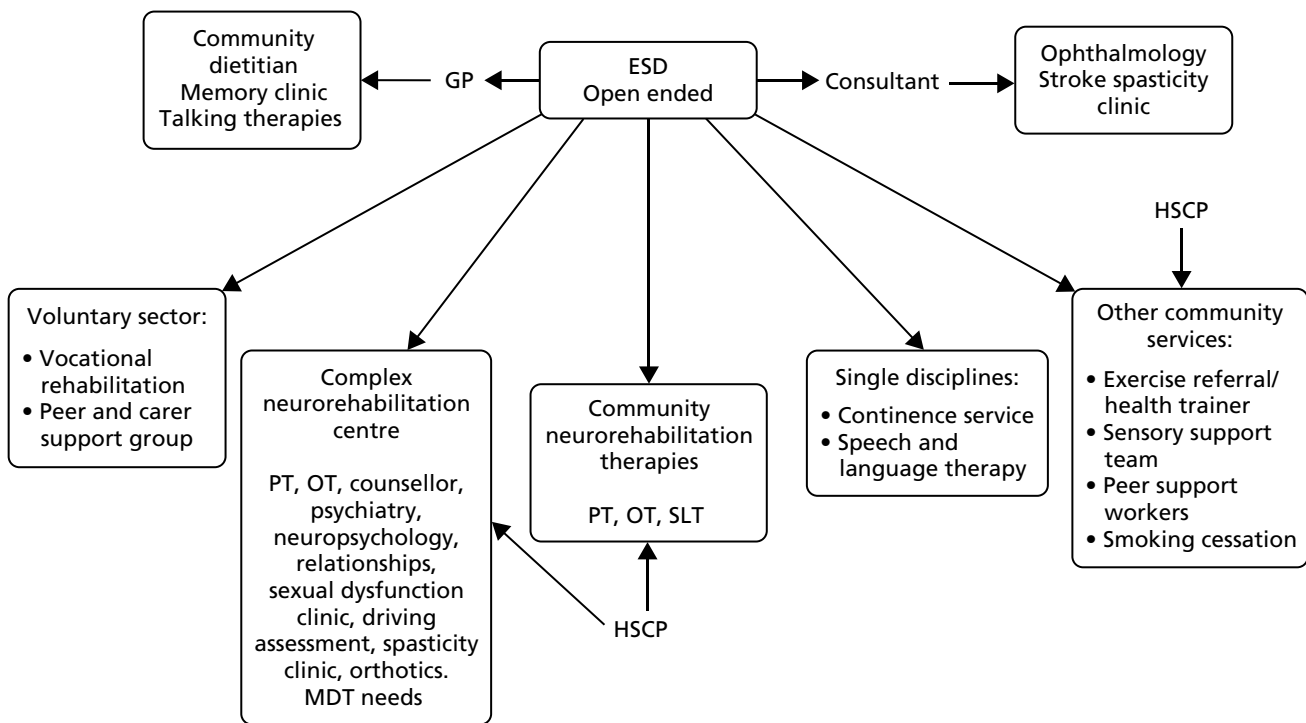 Community
dietitian
Memory clinic
Talking therapies
GP
ESD
Open ended
Consultant
Ophthalmology
Stroke spasticity
clinic
HSCP
Voluntary sector:
• Vocational
rehabilitation
• Peer and carer
support group
Complex
neurorehabilitation
centre
PT, OT, counsellor,
psychiatry,
neuropsychology,
relationships,
sexual dysfunction
clinic, driving
assessment, spasticity
clinic, orthotics.
MDT needs
Community
neurorehabilitation
therapies
PT, OT, SLT
HSCP
Single disciplines:
• Continence service
• Speech and
language therapy
Other community
services:
• Exercise referral/
health trainer
• Sensory support
team
• Peer support
workers
• Smoking cessation